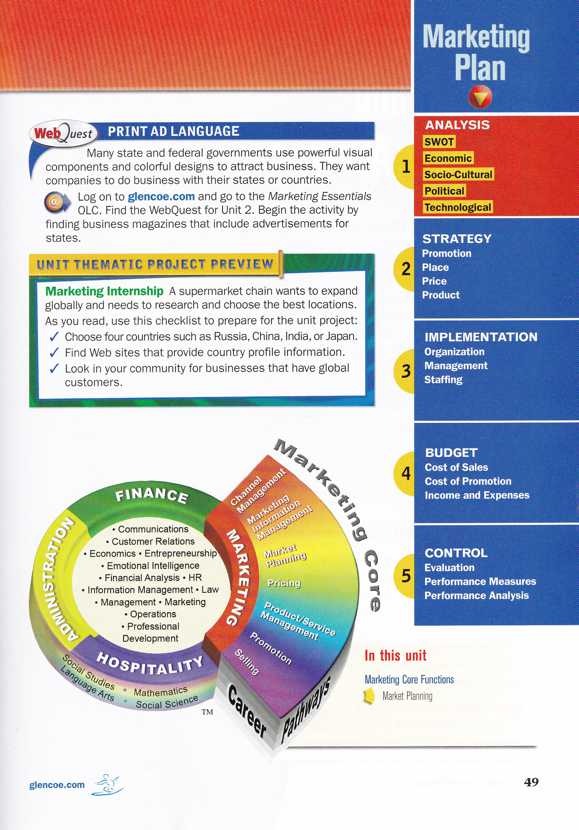 Marketing
Plan
WebQuest PRINT AD LANGUAGE
Many state and federal governments use powerful visual
components and colorful designs to attract business. They want
companies to do business with their states or countries.
Log on to glencoe.com and go to the Marketing Essentials
OLC. Find the WebQuest for Unit 2. Begin the activity by
finding business magazines that include advertisements for
states.
UNIT THEMATIC PROJECT PREVIEW
Marketing Internship A supermarket chain wants to expand
globally and needs to research and choose the best locations.
As you read, use this checklist to prepare for the unit project:
✓ Choose four countries such as Russia, China, India, or Japan.
✓ Find Web sites that provide country profile information.
✓ Look in your community for businesses that have global
customers.
1
ANALYSIS
SWOT
Economic
Socio-Cultural
Political
Technological
2
STRATEGY
Promotion
Place
Price
Product
3
IMPLEMENTATION
Organization
Management
Staffing
4
BUDGET
Cost of Sales
Cost of Promotion
Income and Expenses
5
CONTROL
Evaluation
Performance Measures
Performance Analysis
FINANCE
ADMINISTRATION
MARKETING
HOSPITALITY
• Communications
• Customer Relations
• Economics • Entrepreneurship
• Emotional Intelligence
• Financial Analysis • HR
• Information Management • Law
• Management • Marketing
• Operations
• Professional
Development
Social Studies • Mathematics
Language Arts • Social Science
Marketing Core
Channel
Management
Marketing
Information
Management
Market
Planning
Pricing
Product/Service
Management
Promotion
Selling
Career Pathways
TM
In this unit
Marketing Core Functions
Market Planning
glencoe.com
49